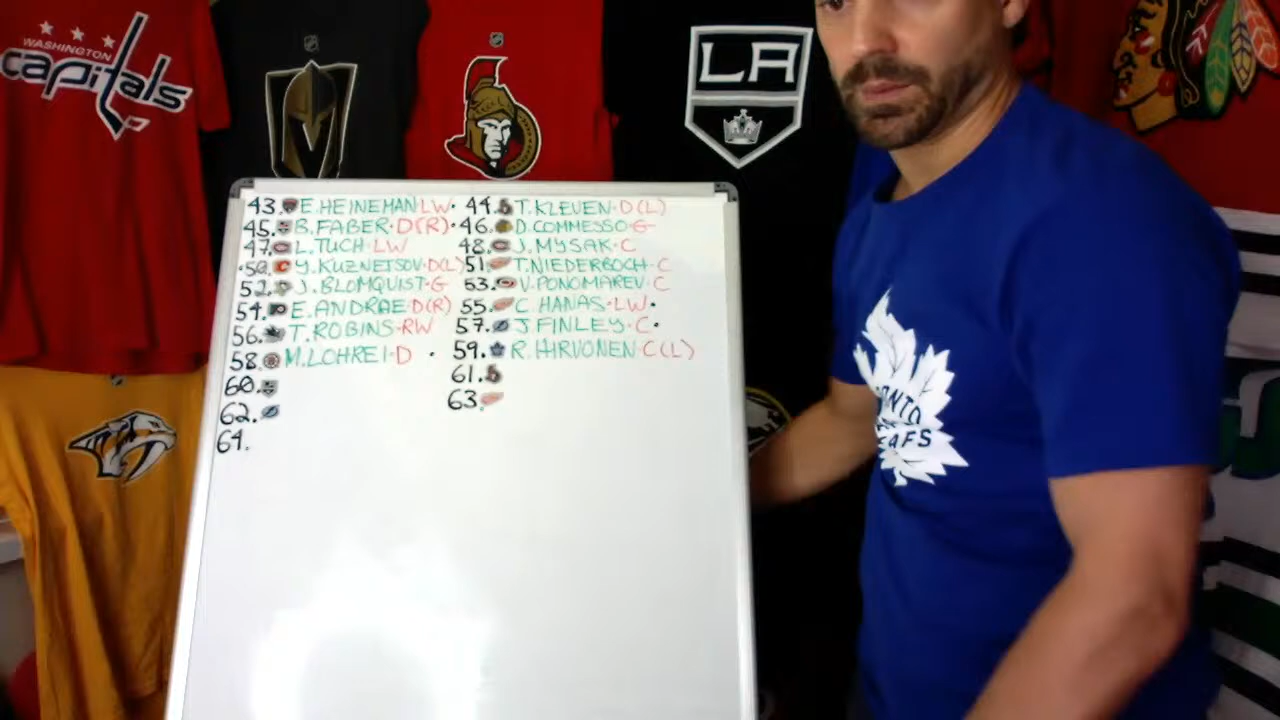 WASHINGTON
capitals
LA
43. E. HEINEMAN·LW· 44. T. KLEVEN·D(L)
45. B. FABER·D(R)· 46. D. COMMESSO·G
47. L. TUCH·LW 48. J. MYSAK·C
·50. Y. KUZNETSOV·D(L) 51. T. NIEDERBOCH·C
52. J. BLOMQUIST·G 53. V. PONOMAREV·C
54. E. ANDRAE·D(R) 55. C. HANAS·LW·
56. T. ROBINS·RW 57. J. FINLEY·C·
58. M. LOHREI·D · 59. R. HIRVONEN·C(L)
60. 61.
62. 63.
64.
LEAFS